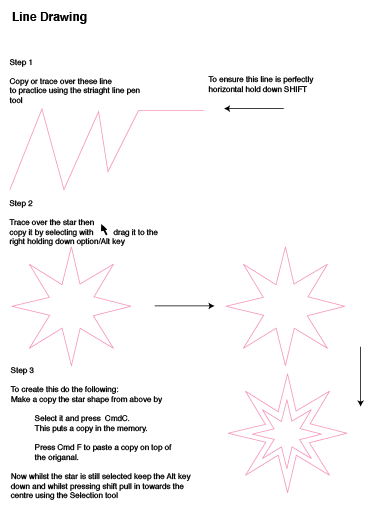 Line Drawing
Step 1
Copy or trace over these line
to practice using the striaght line pen
tool
To ensure this line is perfectly
horizontal hold down SHIFT
Step 2
Trace over the star then
copy it by selecting with drag it to the
right holding down option/Alt key
Step 3
To create this do the following:
Make a copy the star shape from above by
Select it and press CmdC.
This puts a copy in the memory.
Press Cmd F to paste a copy on top of
the origanal.
Now whilst the star is still selected keep the Alt key
down and whilst pressing shift pull in towards the
centre using the Selection tool